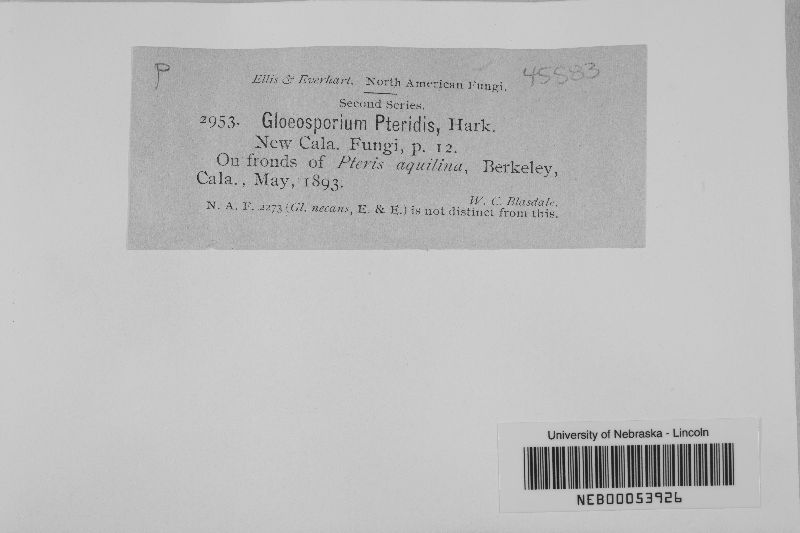 P
Ellis & Everhart. North American Fungi. 45583
Second Series.
2953. Gloeosporium Pteridis, Hark.
New Cala. Fungi, p. 12.
On fronds of Pteris aquilina, Berkeley,
Cala., May, 1893.
W. C. Blasdale.
N. A. F. 2273 (Gl. necans, E. & E.) is not distinct from this.
University of Nebraska - Lincoln
NEB00053926